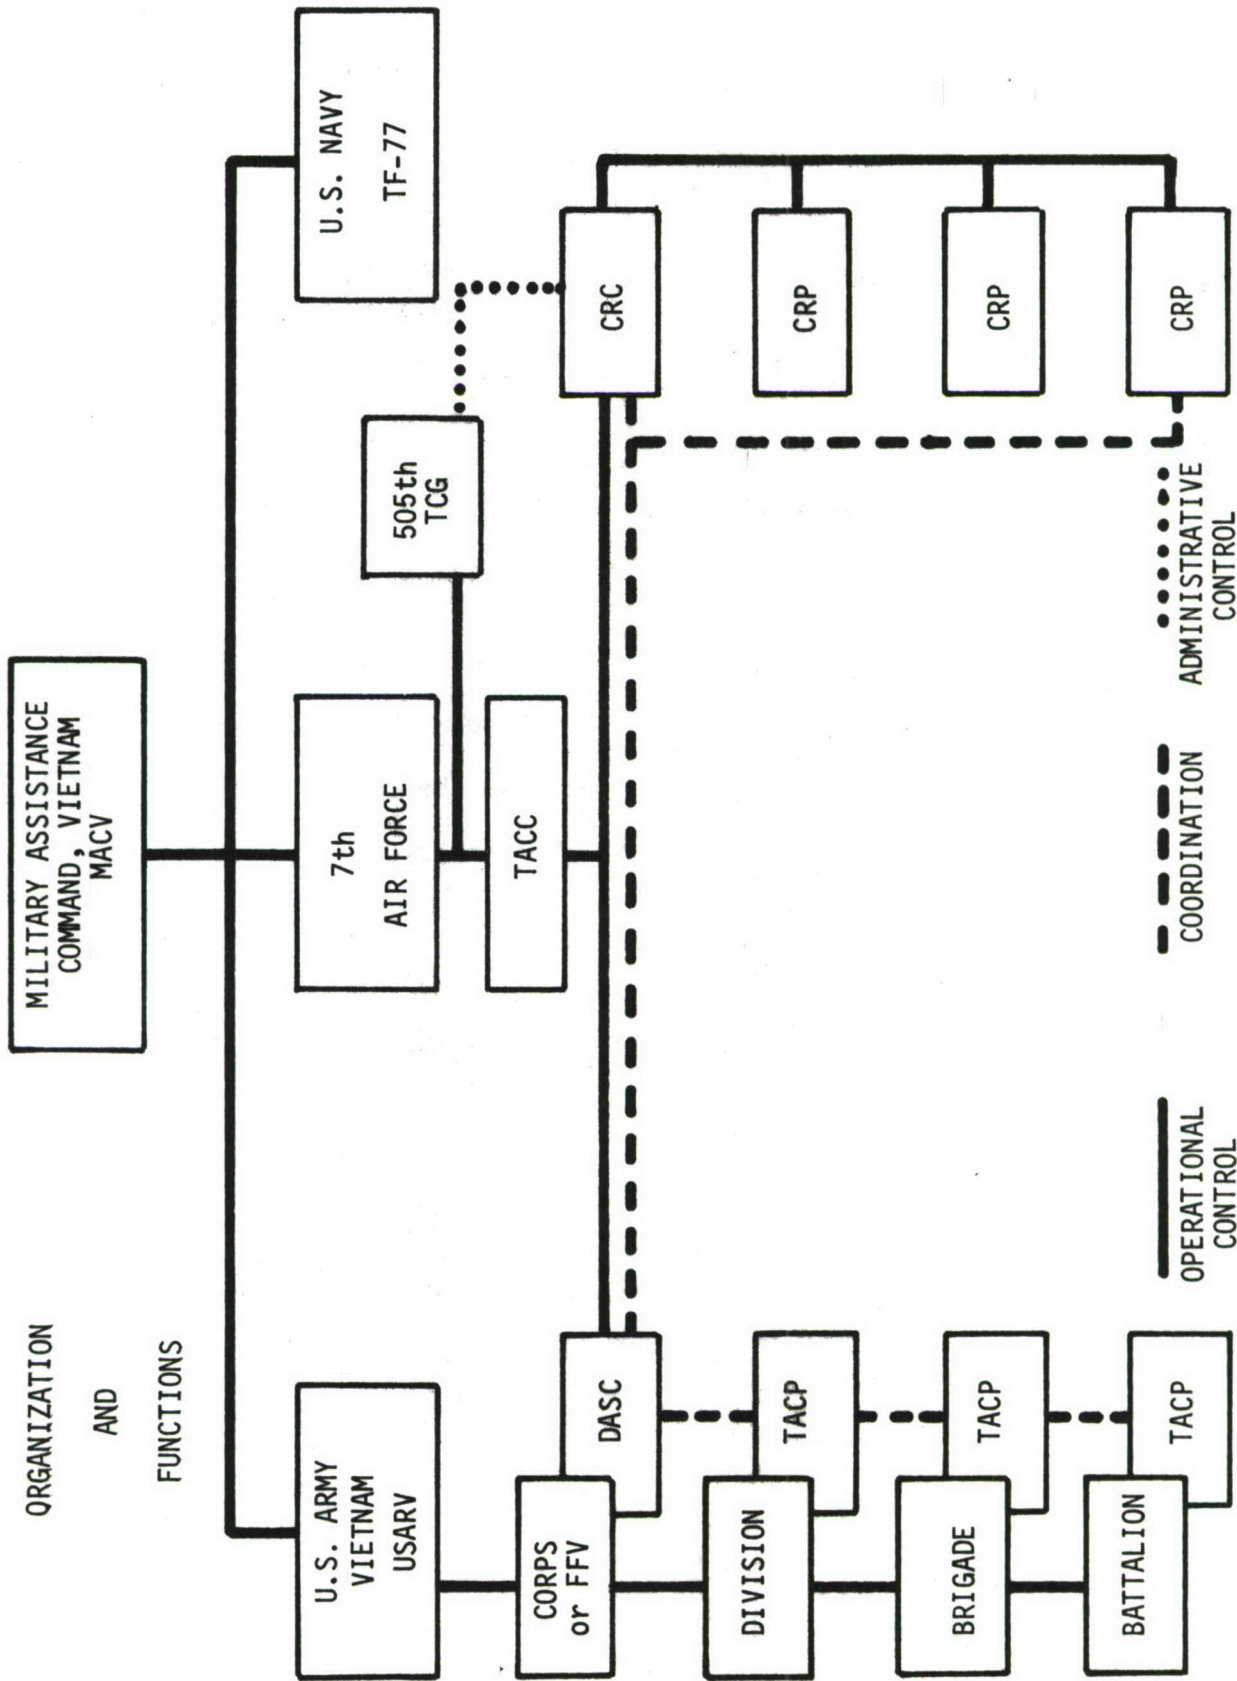 ORGANIZATION
AND
FUNCTIONS
MILITARY ASSISTANCE
COMMAND, VIETNAM
MACV
U.S. ARMY
VIETNAM
USARV
7th
AIR FORCE
U.S. NAVY
TF-77
505th
TCG
TACC
CORPS
or FFV
DASC
CRC
DIVISION
TACP
CRP
BRIGADE
TACP
CRP
BATTALION
TACP
CRP
OPERATIONAL
CONTROL
COORDINATION
ADMINISTRATIVE
CONTROL